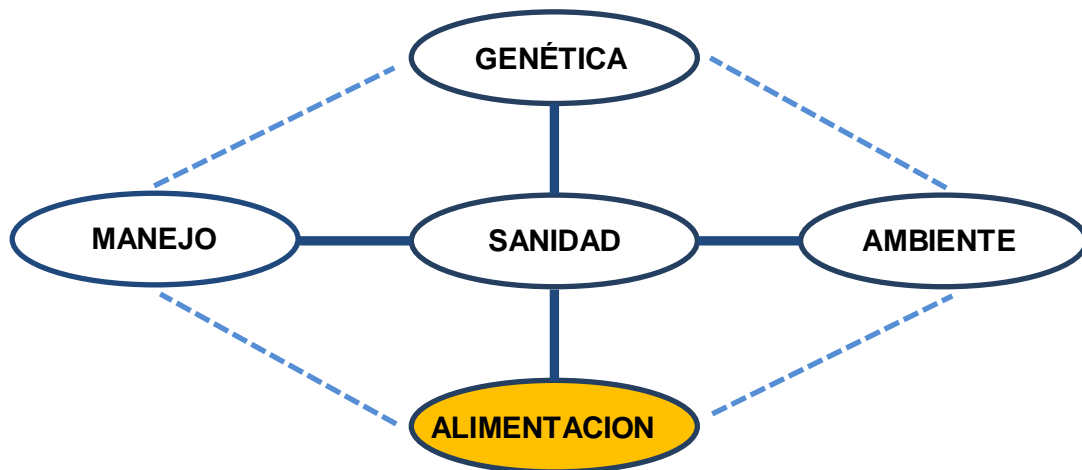 GENÉTICA
MANEJO
SANIDAD
AMBIENTE
ALIMENTACION